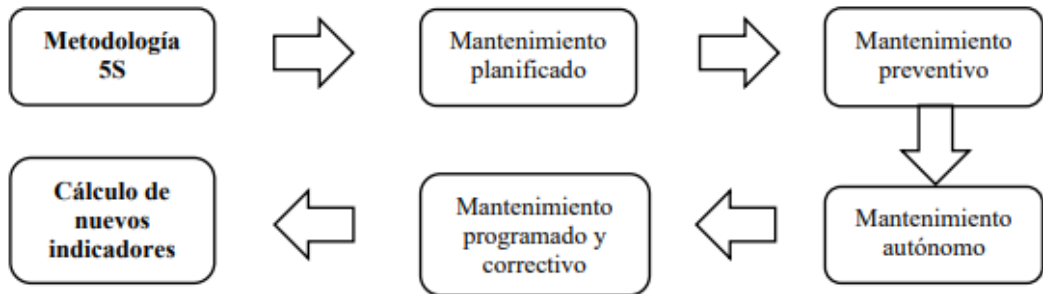 Metodología
5S
Mantenimiento
planificado
Mantenimiento
preventivo
Mantenimiento
autónomo
Mantenimiento
programado y
correctivo
Cálculo de
nuevos
indicadores